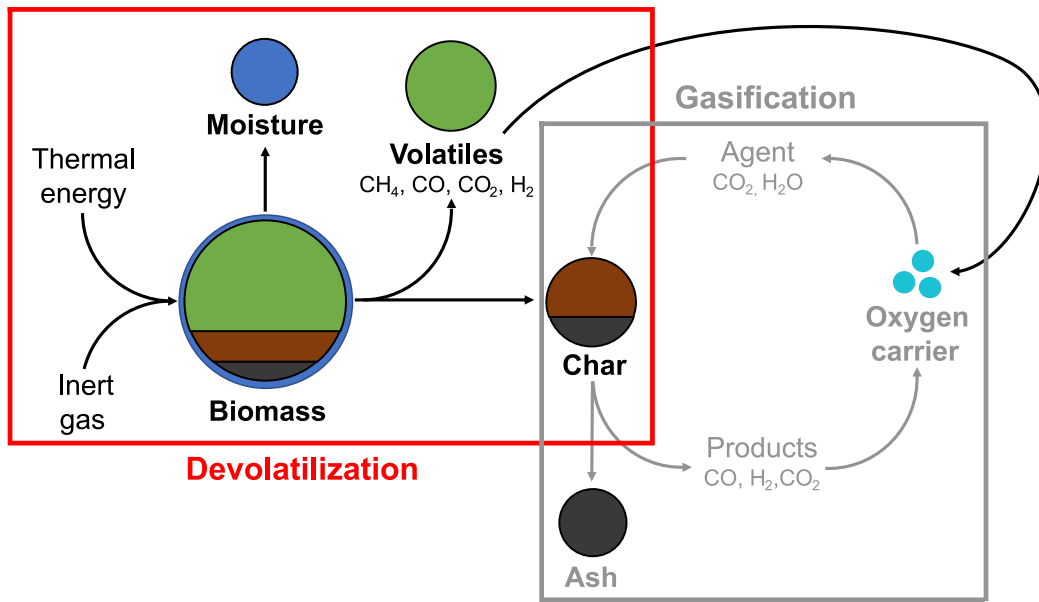 Moisture
Volatiles
CH₄, CO, CO₂, H₂
Thermal
energy
Inert
gas
Biomass
Devolatilization
Gasification
Agent
CO₂, H₂O
Oxygen
carrier
Char
Products
CO, H₂,CO₂
Ash